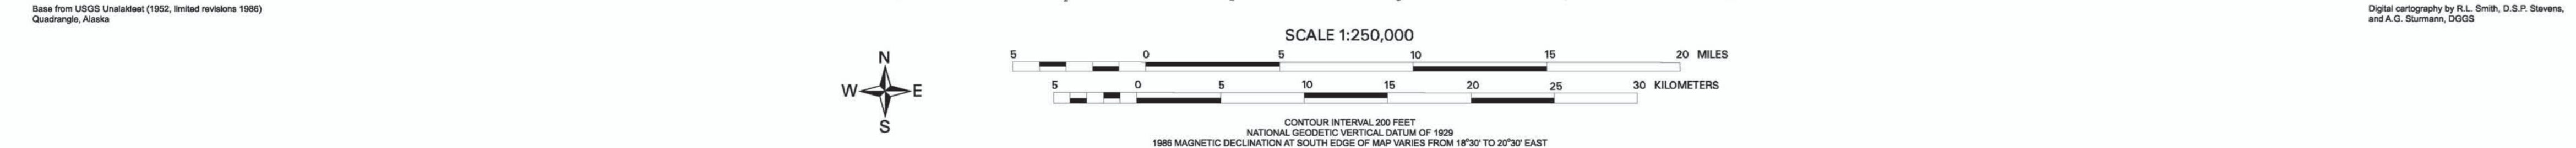 Base from USGS Unalakleet (1952, limited revisions 1986)
Quadrangle, Alaska
Digital cartography by R.L. Smith, D.S.P. Stevens,
and A.G. Sturmann, DGGS
SCALE 1:250,000
5 0 5 10 15 20 MILES
5 0 5 10 15 20 25 30 KILOMETERS
N
W E
S
CONTOUR INTERVAL 200 FEET
NATIONAL GEODETIC VERTICAL DATUM OF 1929
1986 MAGNETIC DECLINATION AT SOUTH EDGE OF MAP VARIES FROM 18°30' TO 20°30' EAST